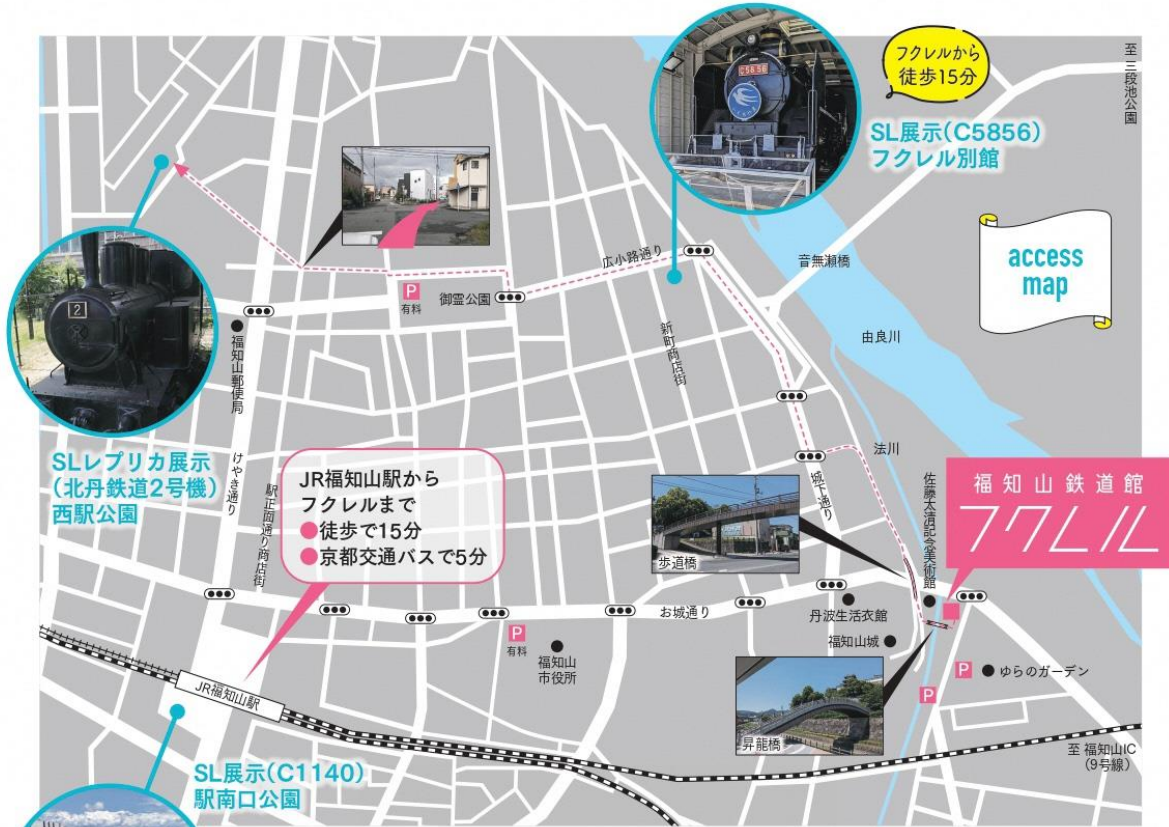 フクレルから
徒歩15分
至 三段池公園
C5856
SL展示(C5856)
フクレル別館
access
map
広小路通り
音無瀬橋
由良川
P
有料
御霊公園
新町商店街
2
福知山郵便局
けやき通り
SLレプリカ展示
(北丹鉄道2号機)
西駅公園
駅正面通り商店街
JR福知山駅から
フクレルまで
●徒歩で15分
●京都交通バスで5分
城下通り
法川
歩道橋
佐藤太清記念美術館
福知山鉄道館
フクレル
お城通り
丹波生活衣館
福知山城
P
有料
福知山
市役所
P
ゆらのガーデン
P
昇龍橋
JR福知山駅
至 福知山IC
(9号線)
SL展示(C1140)
駅南口公園